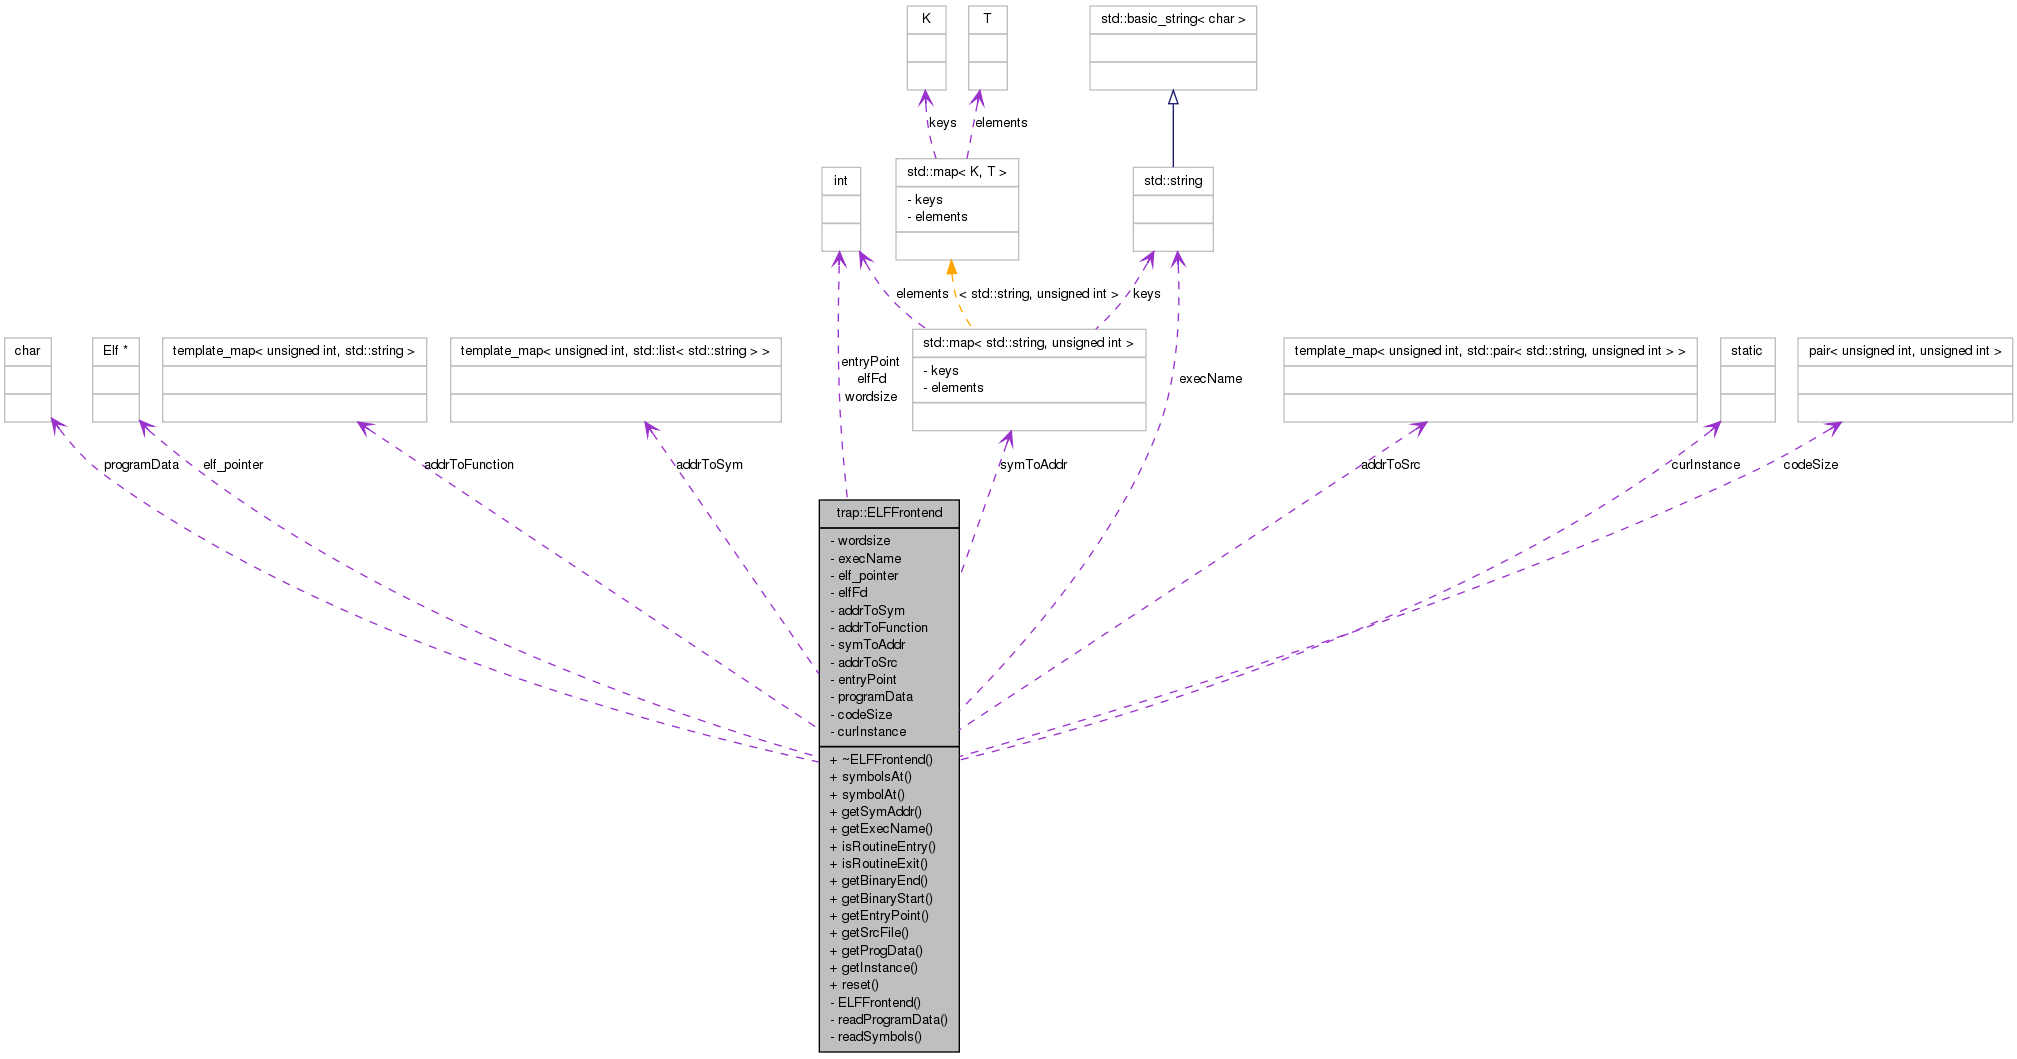 K
T
std::basic_string< char >
keys
elements
int
std::map< K, T >
- keys
- elements
std::string
elements
< std::string, unsigned int >
keys
char
Elf *
template_map< unsigned int, std::string >
template_map< unsigned int, std::list< std::string > >
entryPoint
elfFd
wordsize
std::map< std::string, unsigned int >
- keys
- elements
execName
template_map< unsigned int, std::pair< std::string, unsigned int > >
static
pair< unsigned int, unsigned int >
programData
elf_pointer
addrToFunction
addrToSym
symToAddr
addrToSrc
curInstance
codeSize
trap::ELFFrontend
- wordsize
- execName
- elf_pointer
- elfFd
- addrToSym
- addrToFunction
- symToAddr
- addrToSrc
- entryPoint
- programData
- codeSize
- curInstance
+ ~ELFFrontend()
+ symbolsAt()
+ symbolAt()
+ getSymAddr()
+ getExecName()
+ isRoutineEntry()
+ isRoutineExit()
+ getBinaryEnd()
+ getBinaryStart()
+ getEntryPoint()
+ getSrcFile()
+ getProgData()
+ getInstance()
+ reset()
- ELFFrontend()
- readProgramData()
- readSymbols()